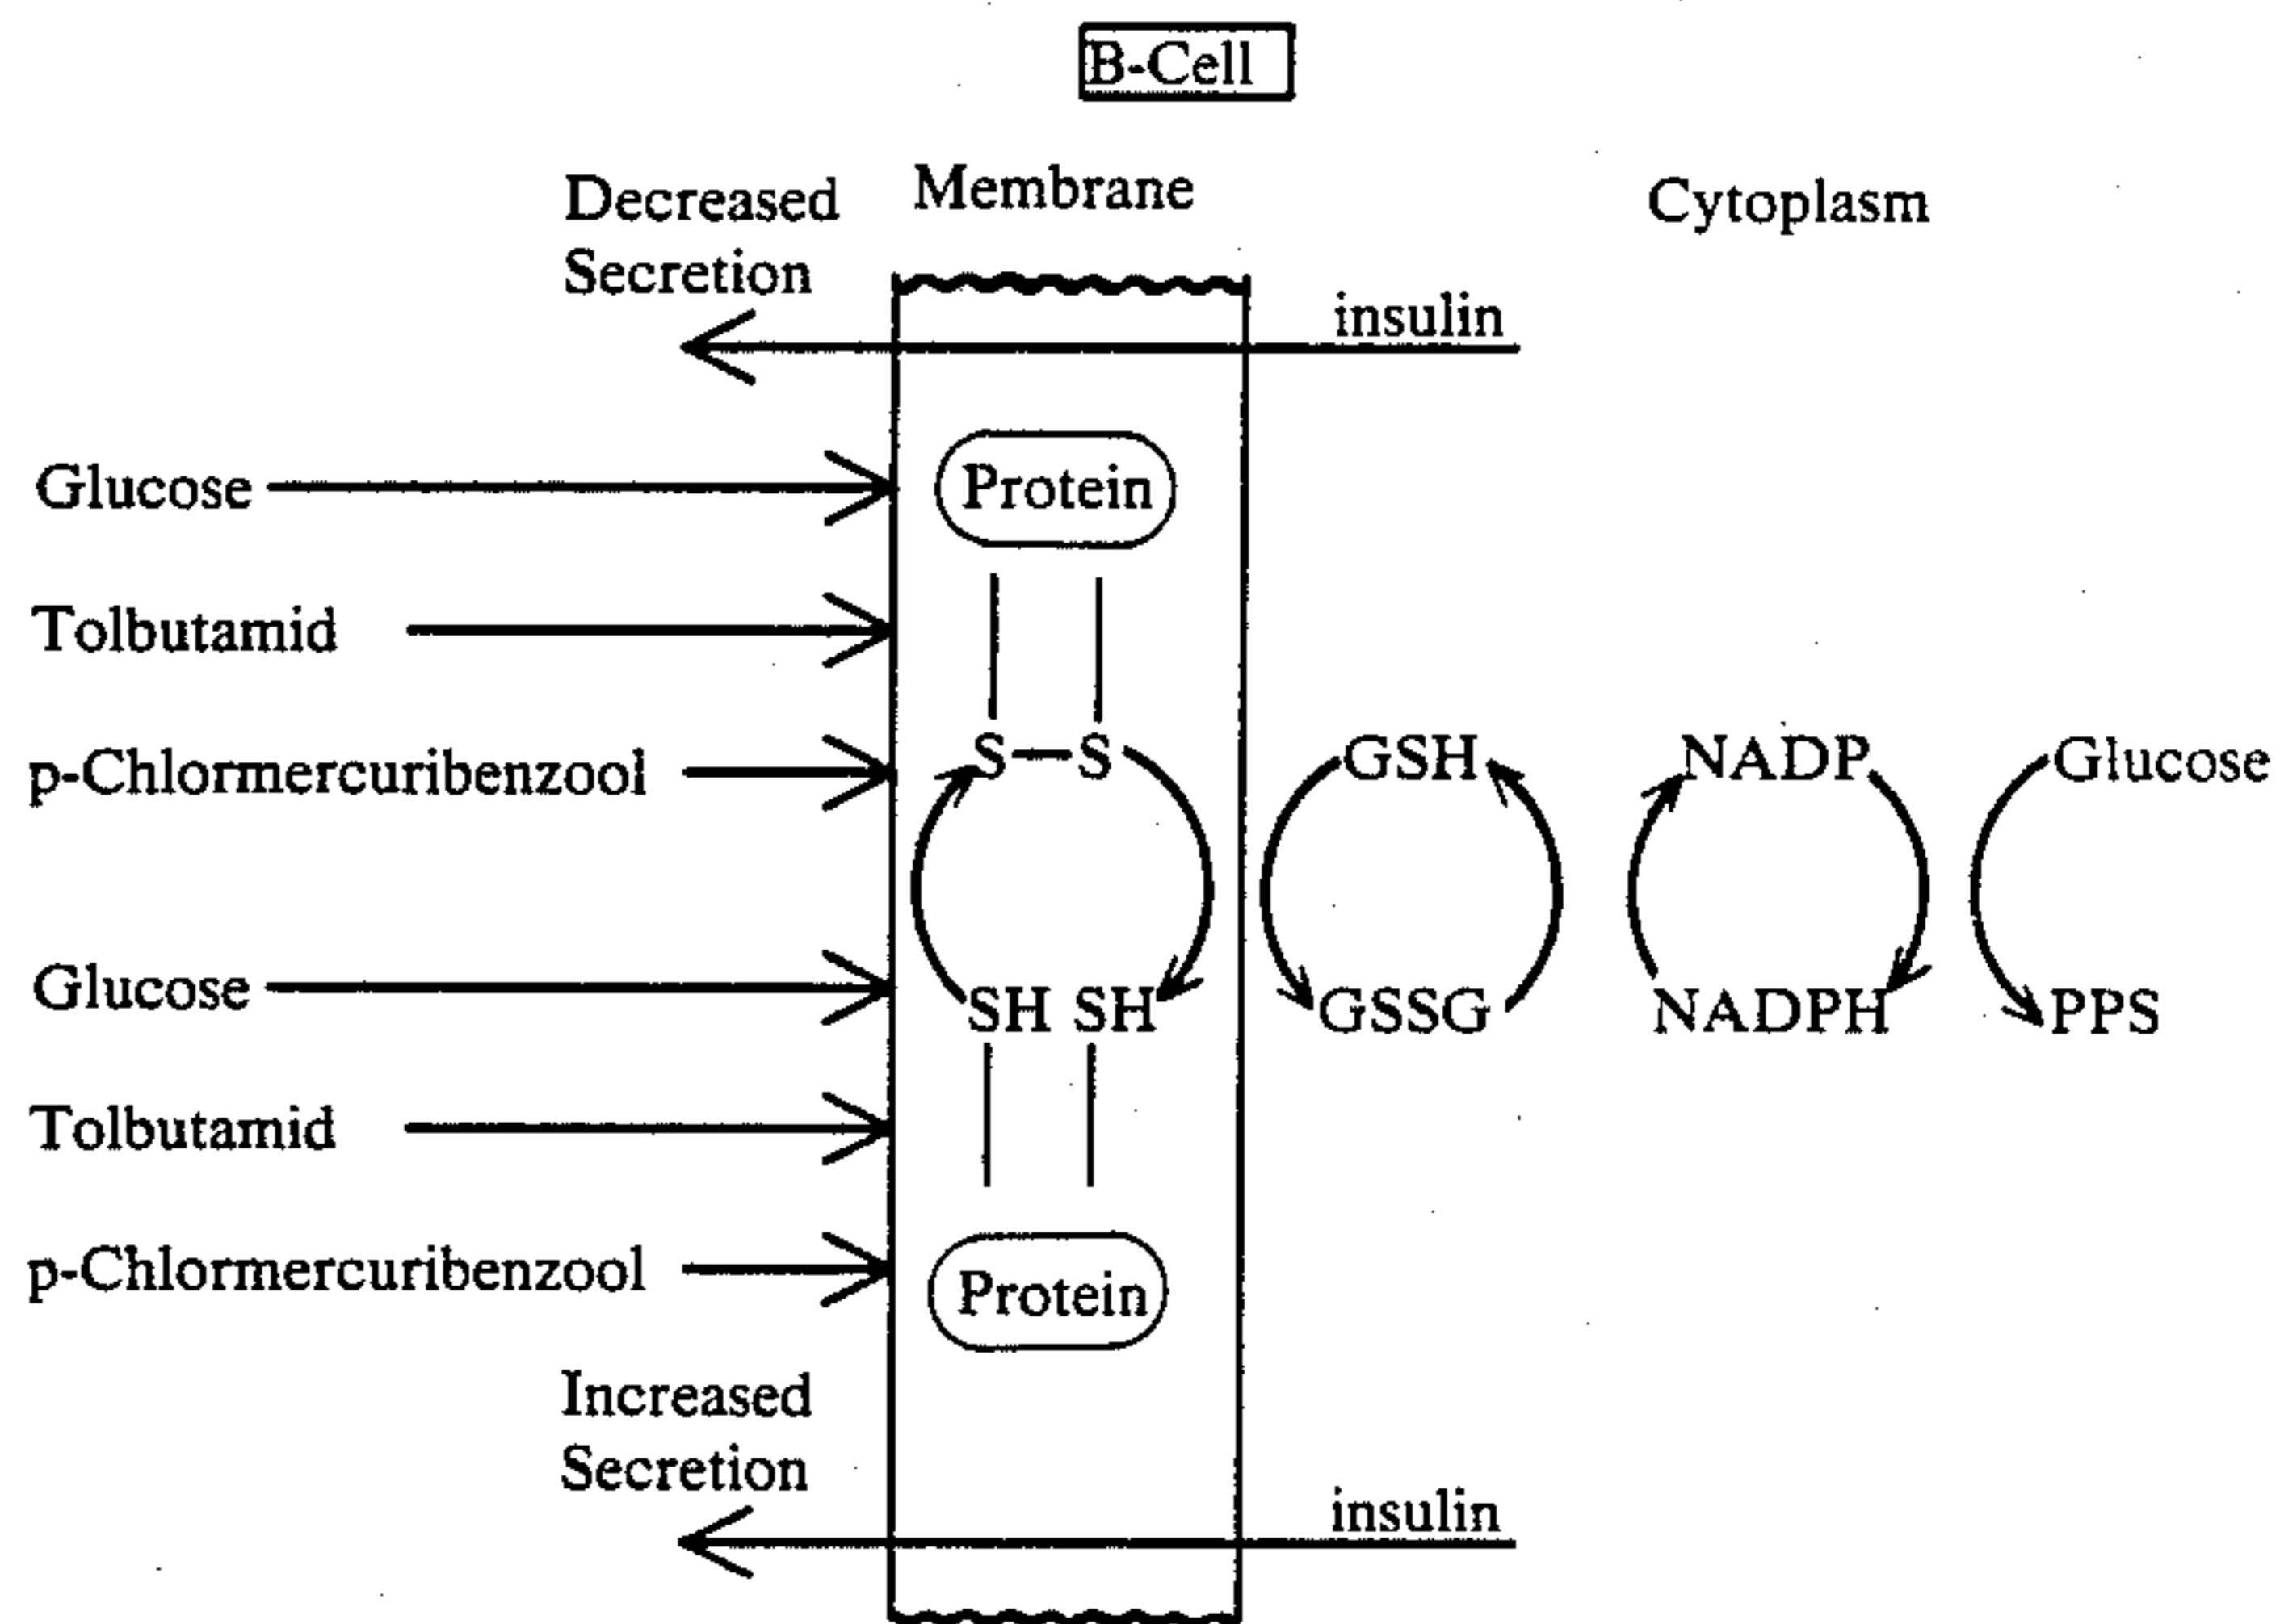 B-Cell
Decreased
Secretion
Membrane
Cytoplasm
insulin
Glucose
Protein
Tolbutamid
p-Chlormercuribenzool
S—S
GSH
NADP
Glucose
Glucose
SH SH
GSSG
NADPH
PPS
Tolbutamid
p-Chlormercuribenzool
Protein
Increased
Secretion
insulin